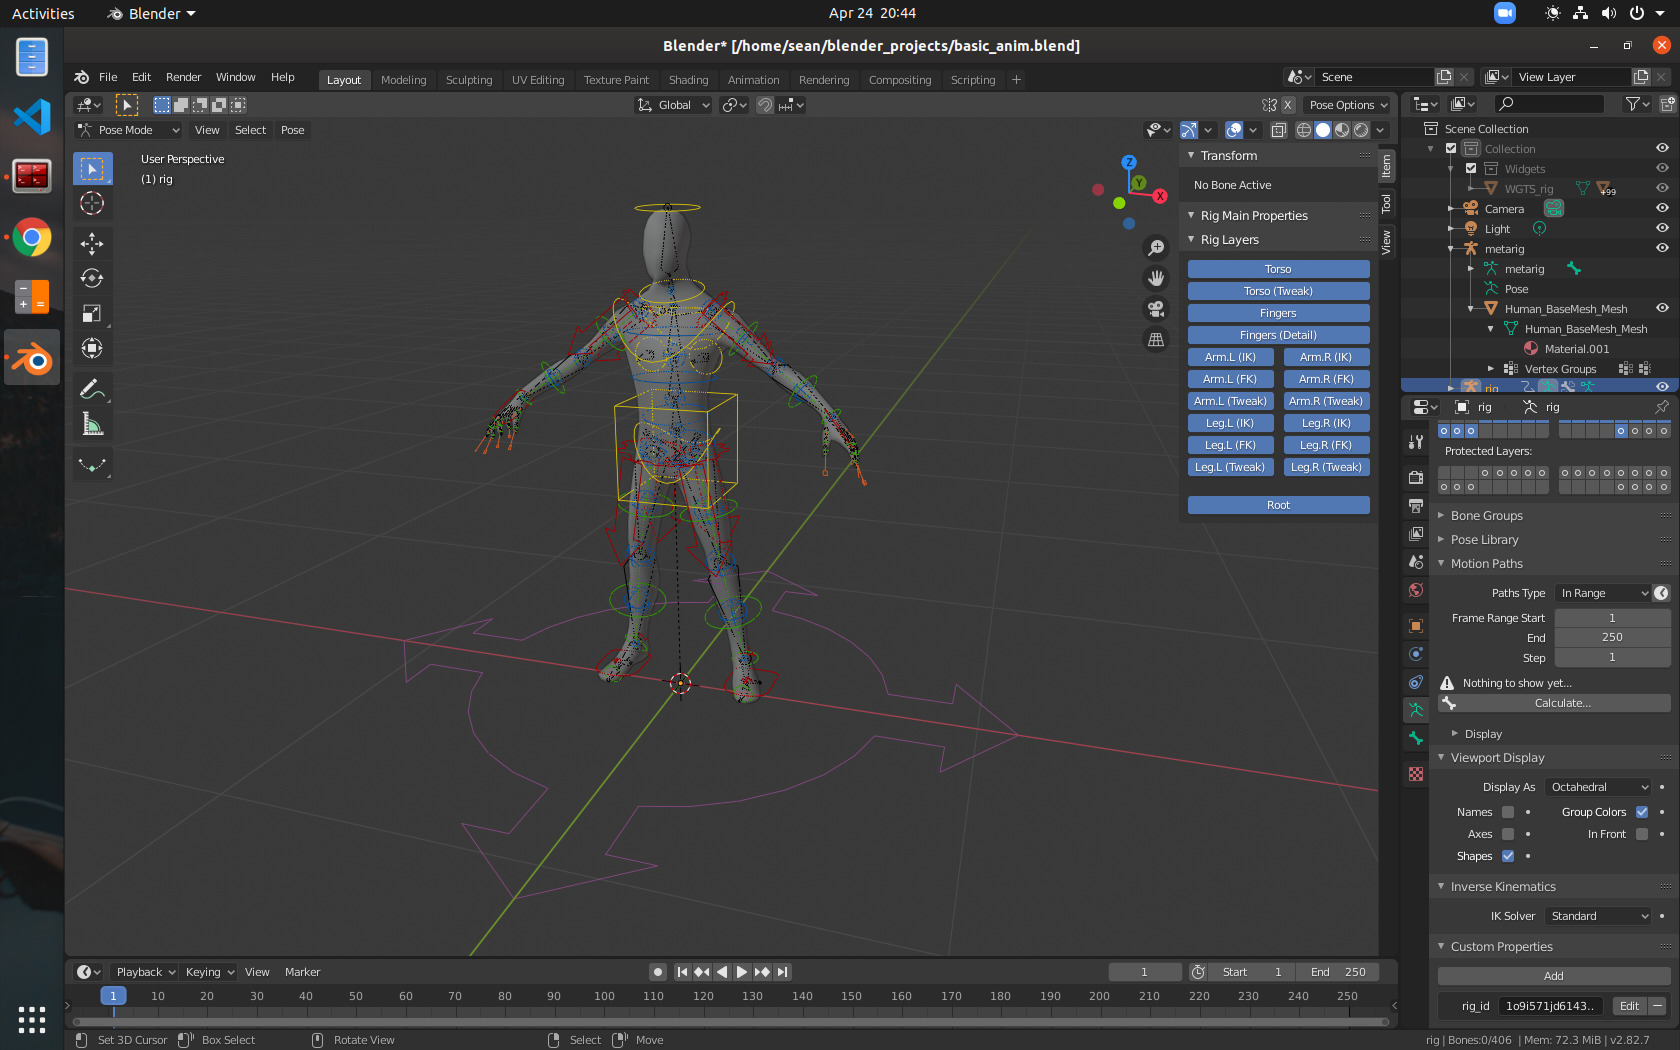 Activities
Blender
Apr 24 20:44
Blender* [/home/sean/blender_projects/basic_anim.blend]
File Edit Render Window Help
Layout Modeling Sculpting UV Editing Texture Paint Shading Animation Rendering Compositing Scripting +
Scene
View Layer
Global
X
Pose Options
Pose Mode
View Select Pose
User Perspective
(1) rig
Z
Y
X
Transform
No Bone Active
Rig Main Properties
Rig Layers
Torso
Torso (Tweak)
Fingers
Fingers (Detail)
Arm.L (IK) Arm.R (IK)
Arm.L (FK) Arm.R (FK)
Arm.L (Tweak) Arm.R (Tweak)
Leg.L (IK) Leg.R (IK)
Leg.L (FK) Leg.R (FK)
Leg.L (Tweak) Leg.R (Tweak)
Root
Item
Tool
View
Scene Collection
Collection
Widgets
WGTS_rig +99
Camera
Light
metarig
metarig
Pose
Human_BaseMesh_Mesh
Human_BaseMesh_Mesh
Material.001
Vertex Groups
rig
rig rig
Protected Layers:
Bone Groups
Pose Library
Motion Paths
Paths Type In Range
Frame Range Start 1
End 250
Step 1
Nothing to show yet...
Calculate...
Display
Viewport Display
Display As Octahedral
Names Group Colors
Axes In Front
Shapes
Inverse Kinematics
IK Solver Standard
Custom Properties
Add
rig_id 1o9i571jd6143.. Edit
Playback Keying View Marker
1
Start 1
End 250
1 10 20 30 40 50 60 70 80 90 100 110 120 130 140 150 160 170 180 190 200 210 220 230 240 250
Set 3D Cursor Box Select Rotate View Select Move
rig | Bones:0/406 | Mem: 72.3 MiB | v2.82.7